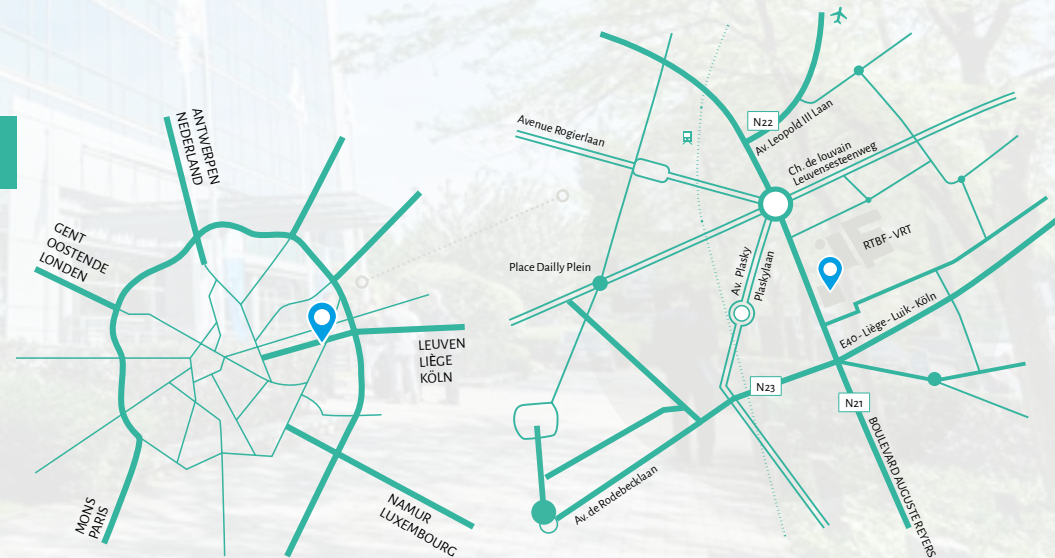 ANTWERPEN
NEDERLAND
GENT
OOSTENDE
LONDEN
LEUVEN
LIÈGE
KÖLN
MONS
PARIS
NAMUR
LUXEMBOURG
N22
Av. Leopold III Laan
Avenue Rogierlaan
Ch. de louvain
Leuvensesteenweg
RTBF - VRT
Place Dailly Plein
Av. Plasky
Plaskylaan
E40 - Liège - Luik - Köln
N23
N21
BOULEVARD AUGUSTE REYERS
Av. de Rodebecklaan